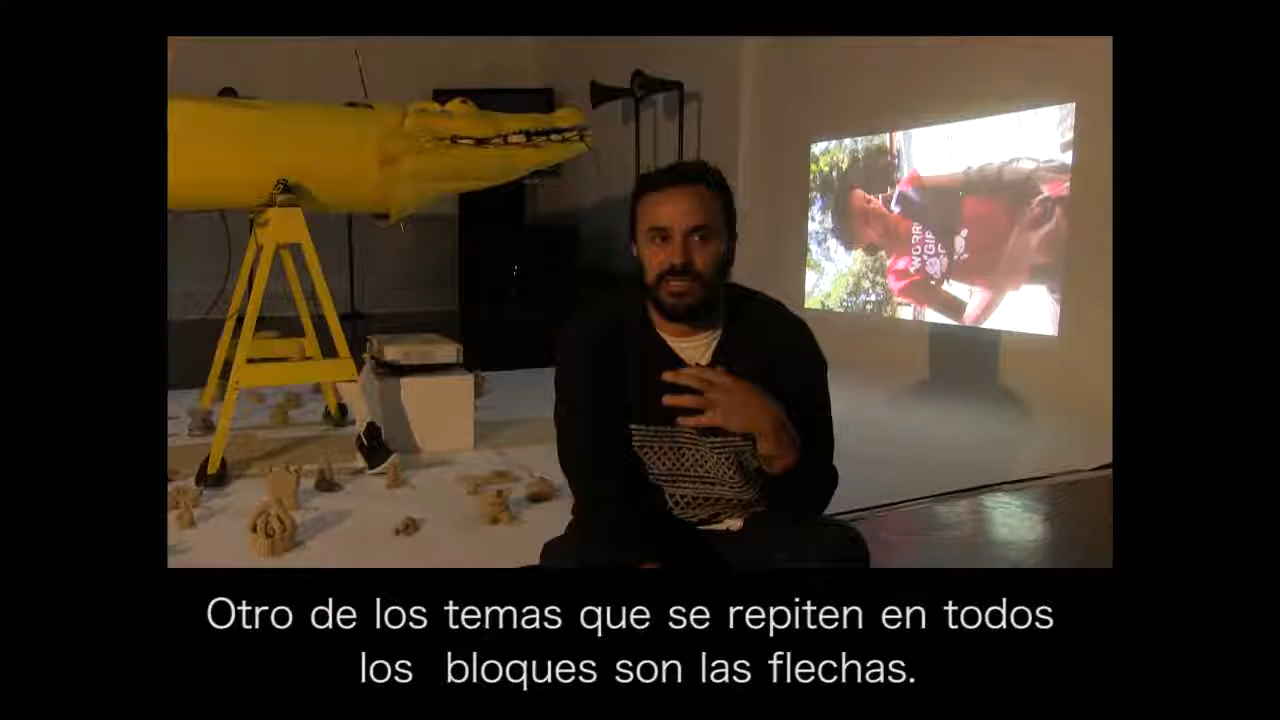 Otro de los temas que se repiten en todos
los  bloques son las flechas.